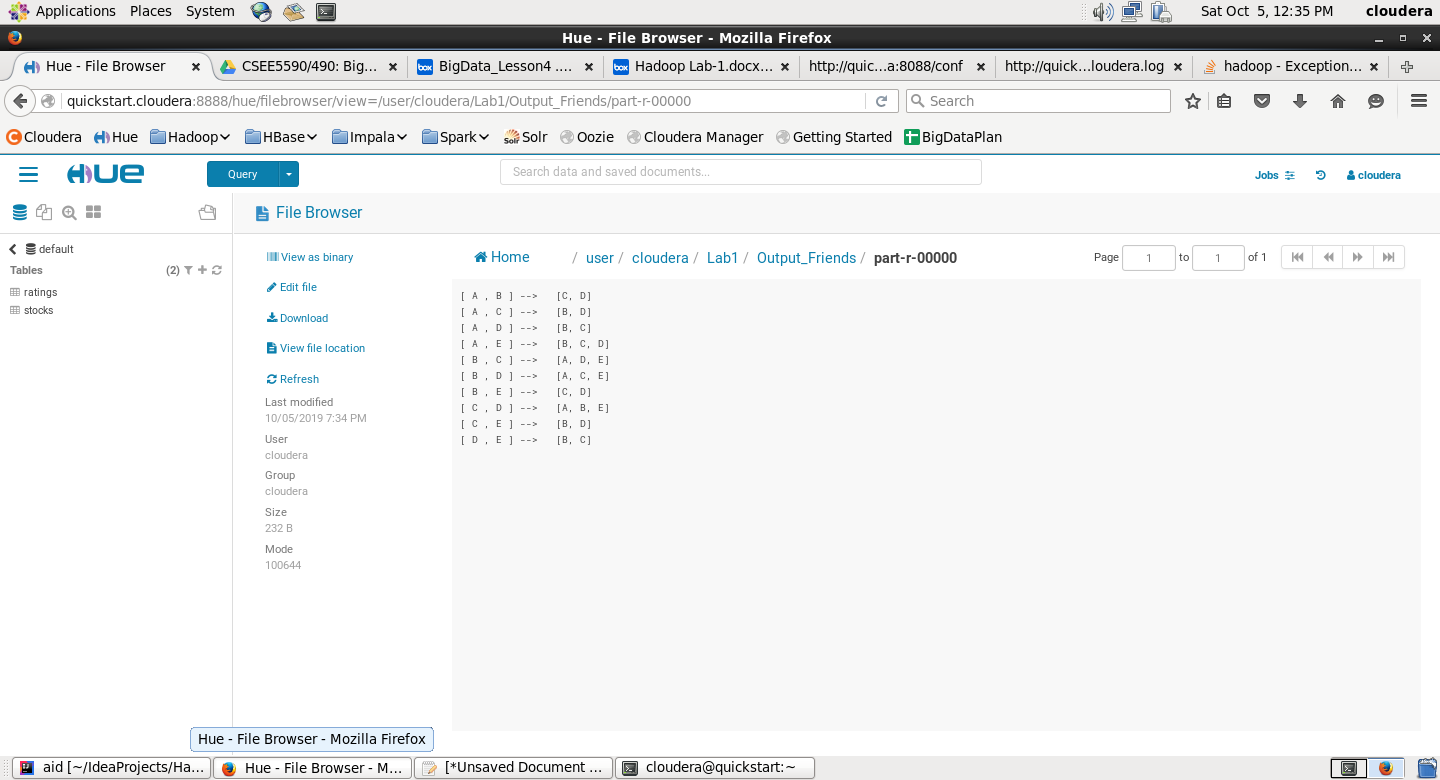 Applications Places System Sat Oct 5, 12:35 PM cloudera
Hue - File Browser - Mozilla Firefox
Hue - File Browser CSEE5590/490: Big... BigData_Lesson4 .... Hadoop Lab-1.docx... http://quic...a:8088/conf http://quick...loudera.log hadoop - Exception...
quickstart.cloudera:8888/hue/filebrowser/view=/user/cloudera/Lab1/Output_Friends/part-r-00000 Search
Cloudera Hue Hadoop HBase Impala Spark Solr Oozie Cloudera Manager Getting Started BigDataPlan
HUE Query Search data and saved documents... Jobs cloudera
File Browser
default
Tables (2)
ratings
stocks
View as binary
Edit file
Download
View file location
Refresh
Last modified
10/05/2019 7:34 PM
User
cloudera
Group
cloudera
Size
232 B
Mode
100644
Home / user / cloudera / Lab1 / Output_Friends / part-r-00000
Page 1 to 1 of 1
[ A , B ] --> [C, D]
[ A , C ] --> [B, D]
[ A , D ] --> [B, C]
[ A , E ] --> [B, C, D]
[ B , C ] --> [A, D, E]
[ B , D ] --> [A, C, E]
[ B , E ] --> [C, D]
[ C , D ] --> [A, B, E]
[ C , E ] --> [B, D]
[ D , E ] --> [B, C]
Hue - File Browser - Mozilla Firefox
aid [~/IdeaProjects/Ha... Hue - File Browser - M... [*Unsaved Document ... cloudera@quickstart:~